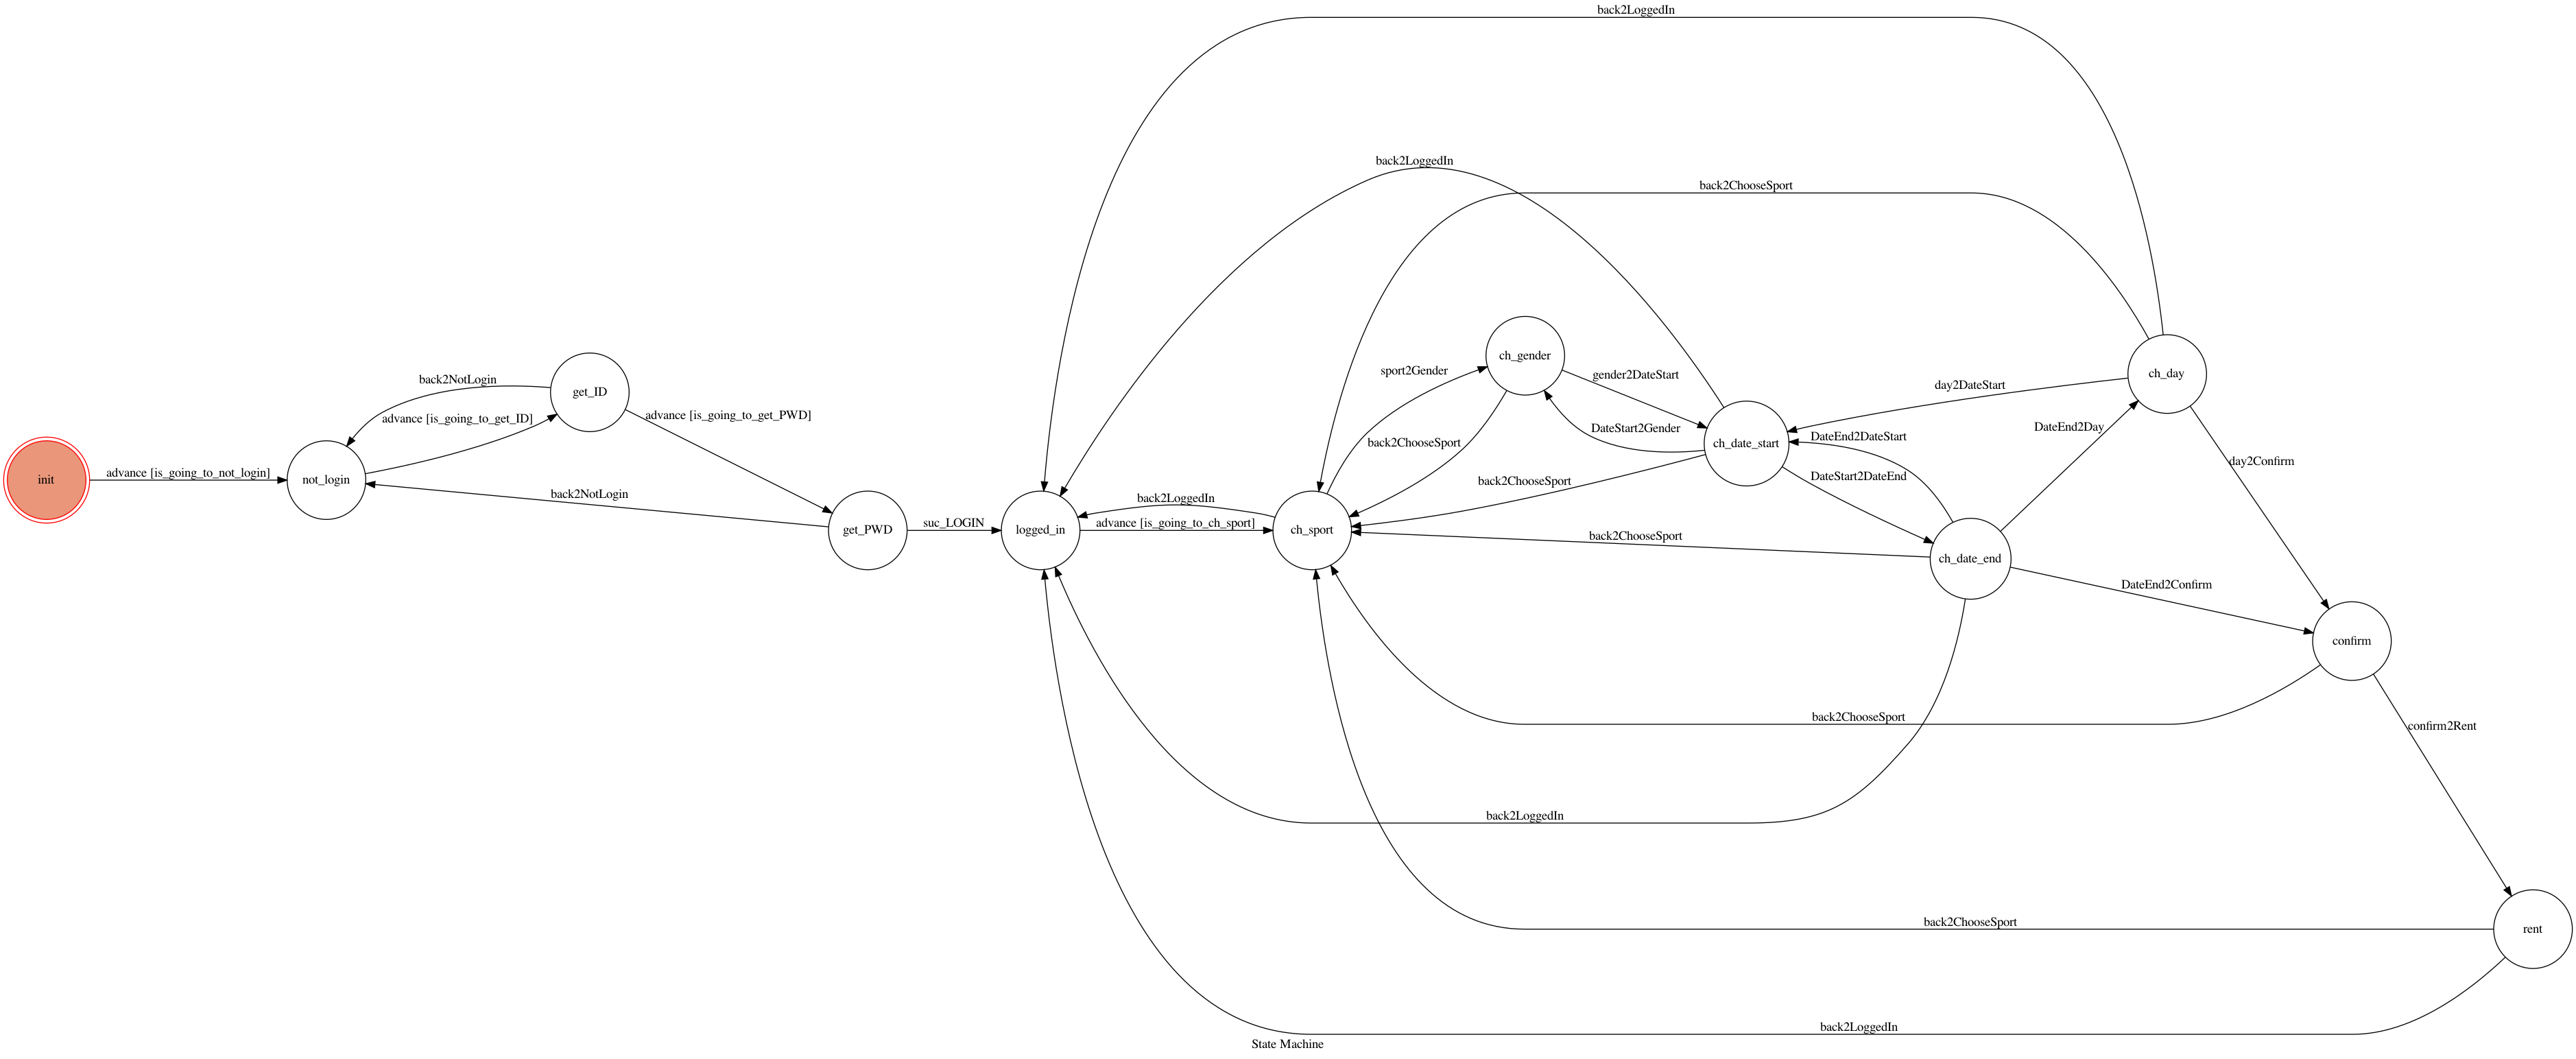 back2LoggedIn
back2LoggedIn
back2ChooseSport
ch_gender
sport2Gender
gender2DateStart
ch_day
back2NotLogin
get_ID
day2DateStart
advance [is_going_to_get_ID]
advance [is_going_to_get_PWD]
DateStart2Gender
back2ChooseSport
ch_date_start
DateEnd2DateStart
DateEnd2Day
day2Confirm
init
advance [is_going_to_not_login]
not_login
back2NotLogin
back2ChooseSport
DateStart2DateEnd
get_PWD
suc_LOGIN
logged_in
back2LoggedIn
advance [is_going_to_ch_sport]
ch_sport
back2ChooseSport
ch_date_end
DateEnd2Confirm
confirm
back2ChooseSport
confirm2Rent
back2LoggedIn
back2ChooseSport
rent
back2LoggedIn
State Machine